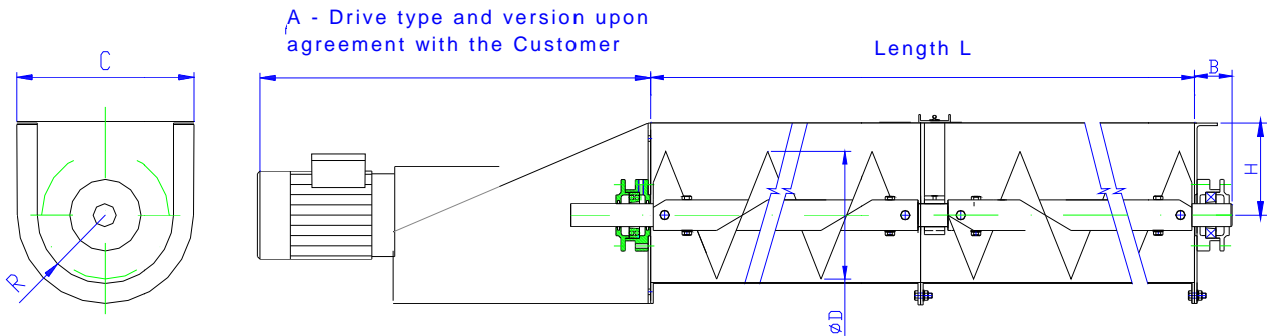 A - Drive type and version upon
agreement with the Customer
Length L
C
B
H
R
øD